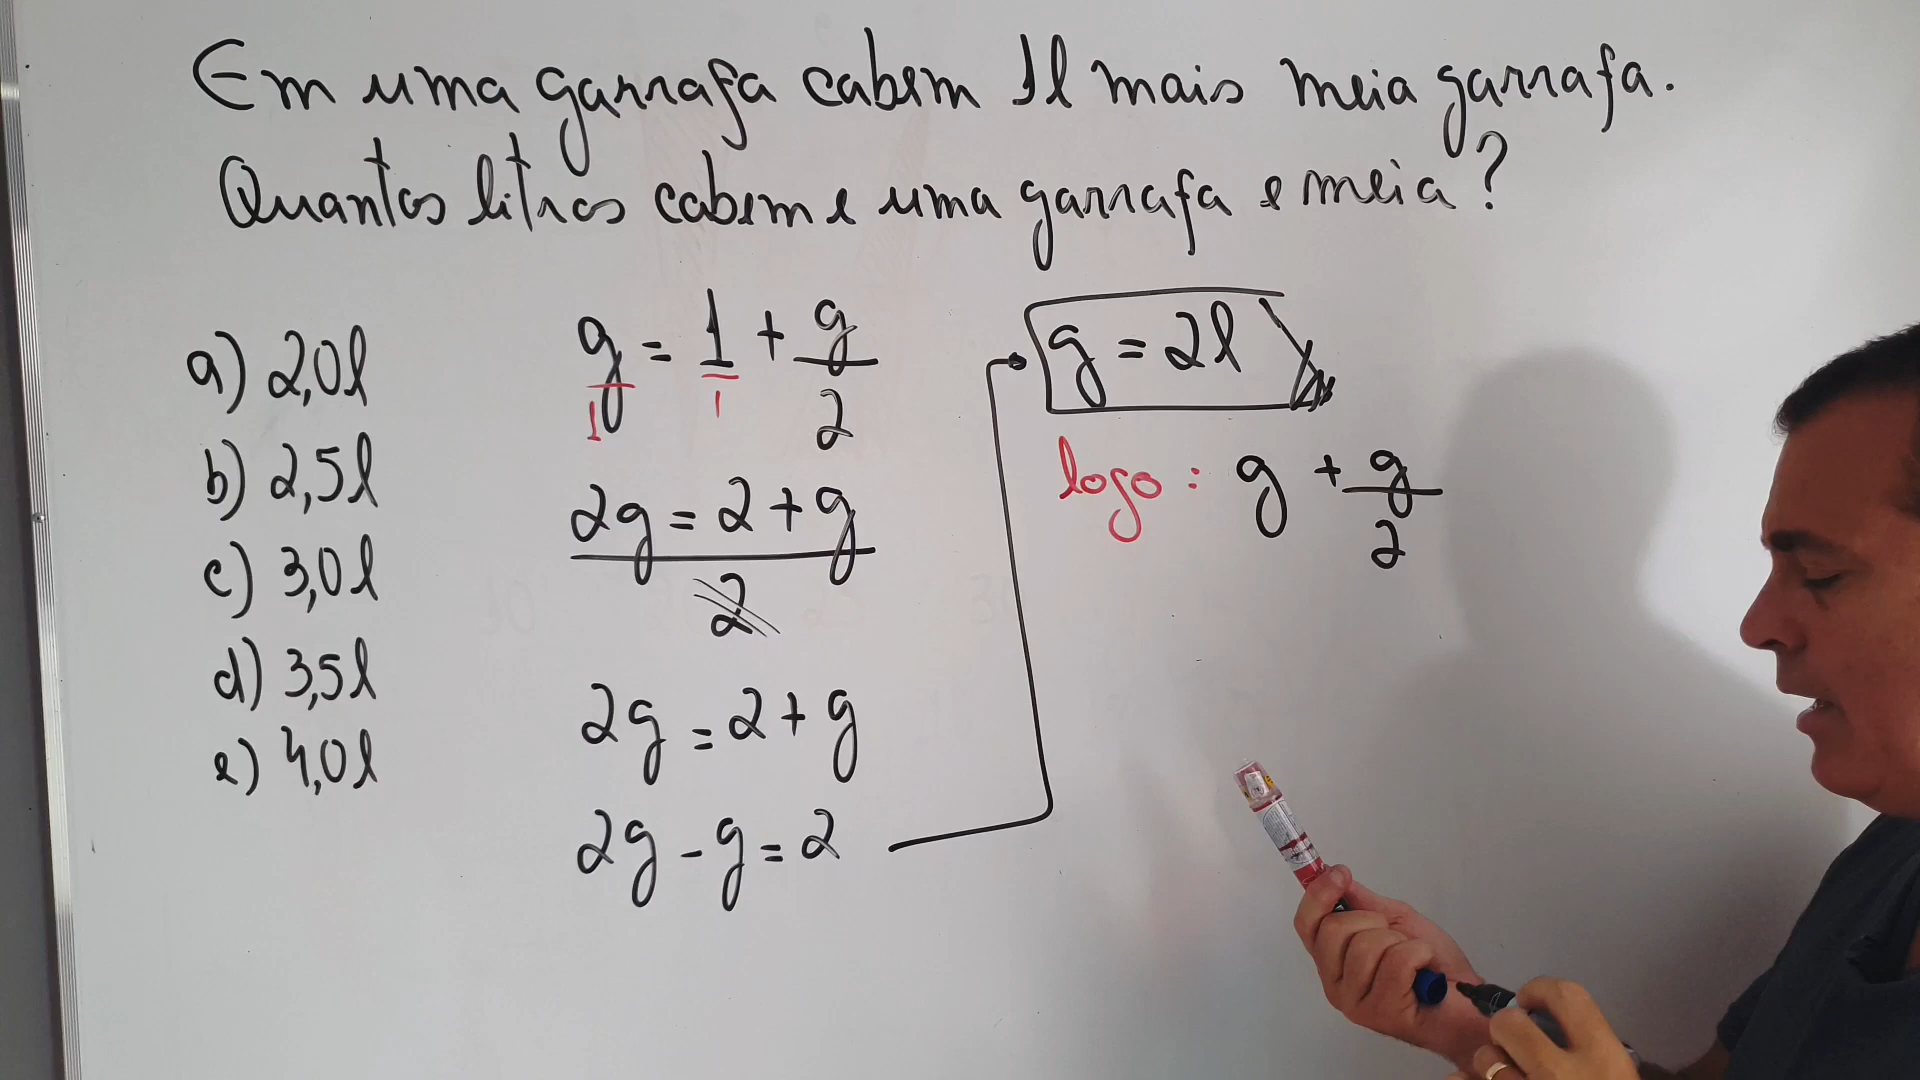 Em uma garrafa cabem 1l mais meia garrafa.
Quantos litros cabem e uma garrafa e meia?
a) 2,0l
b) 2,5l
c) 3,0l
d) 3,5l
e) 4,0l
g/1 = 1/1 + g/2
2g = 2 + g
2
2g = 2 + g
2g - g = 2
g = 2l
logo: g + g/2